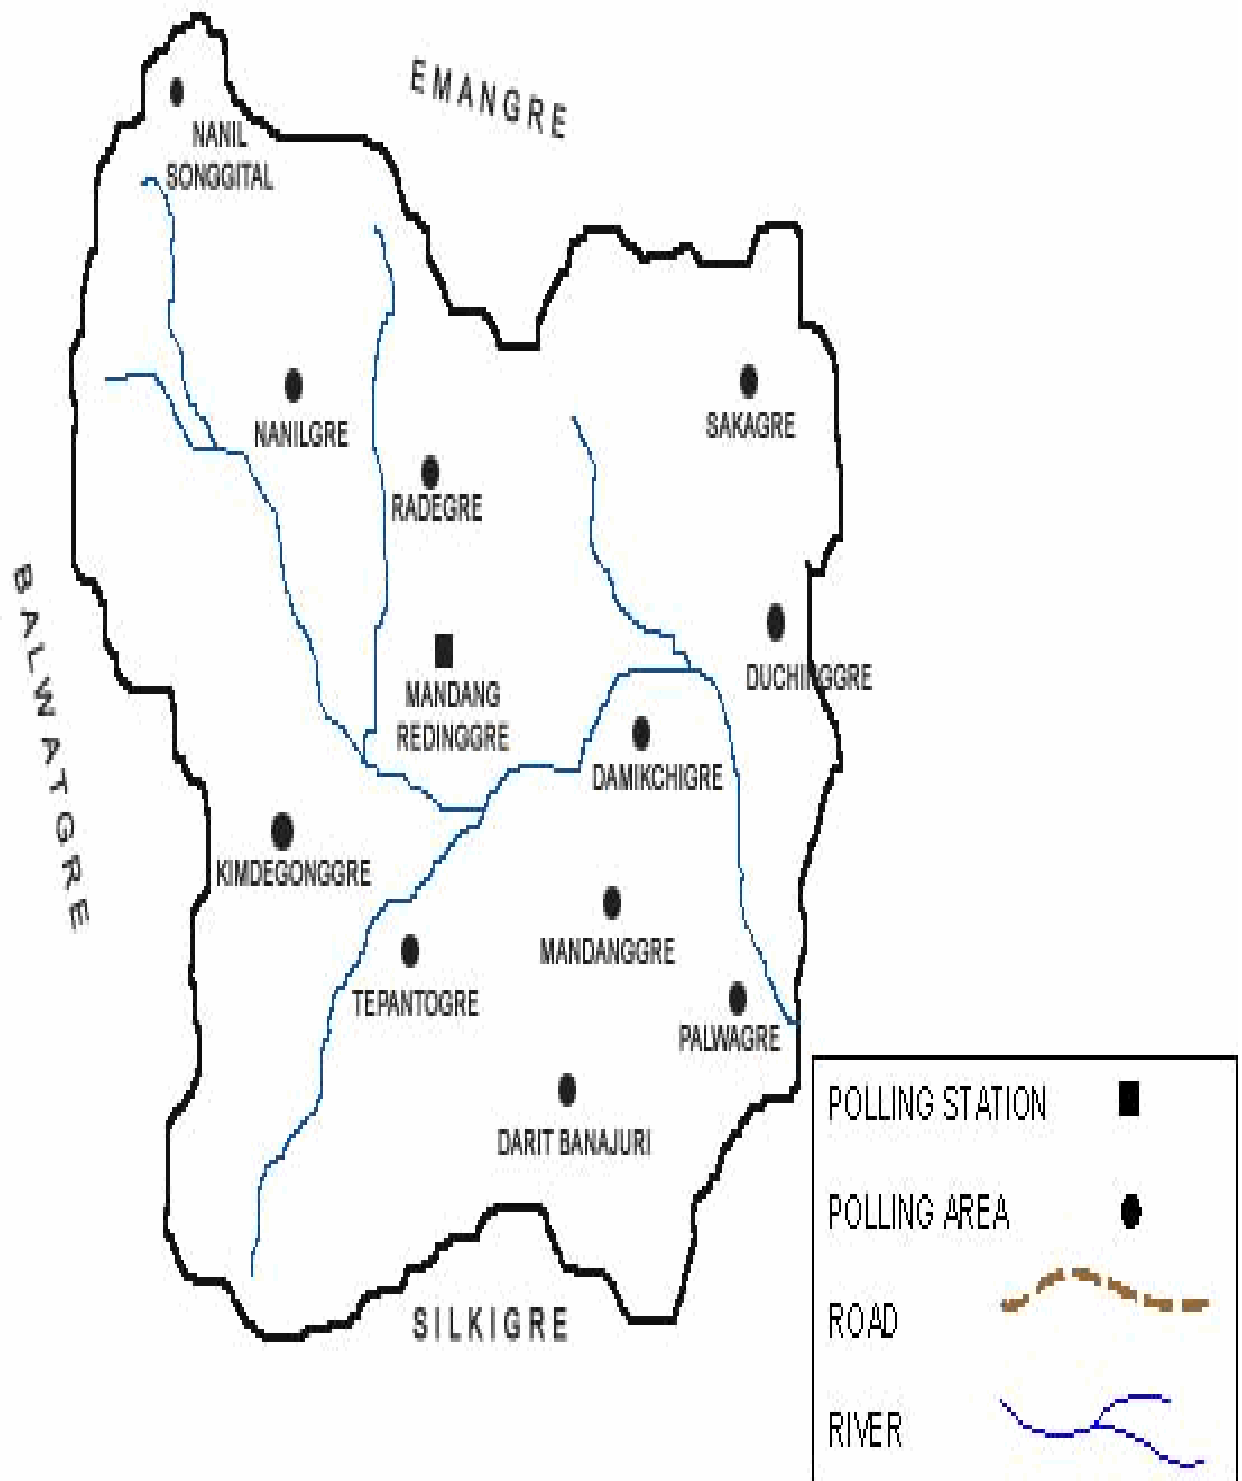 EMANGRE
NANIL
SONGGITAL
NANILGRE
SAKAGRE
RADEGRE
BALWATGRE
MANDANG
REDINGGRE
DUCHINGGRE
DAMIKCHIGRE
KIMDEGONGGRE
MANDANGGRE
TEPANTOGRE
PALWAGRE
DARIT BANAJURI
SILKIGRE
POLLING STATION
POLLING AREA
ROAD
RIVER